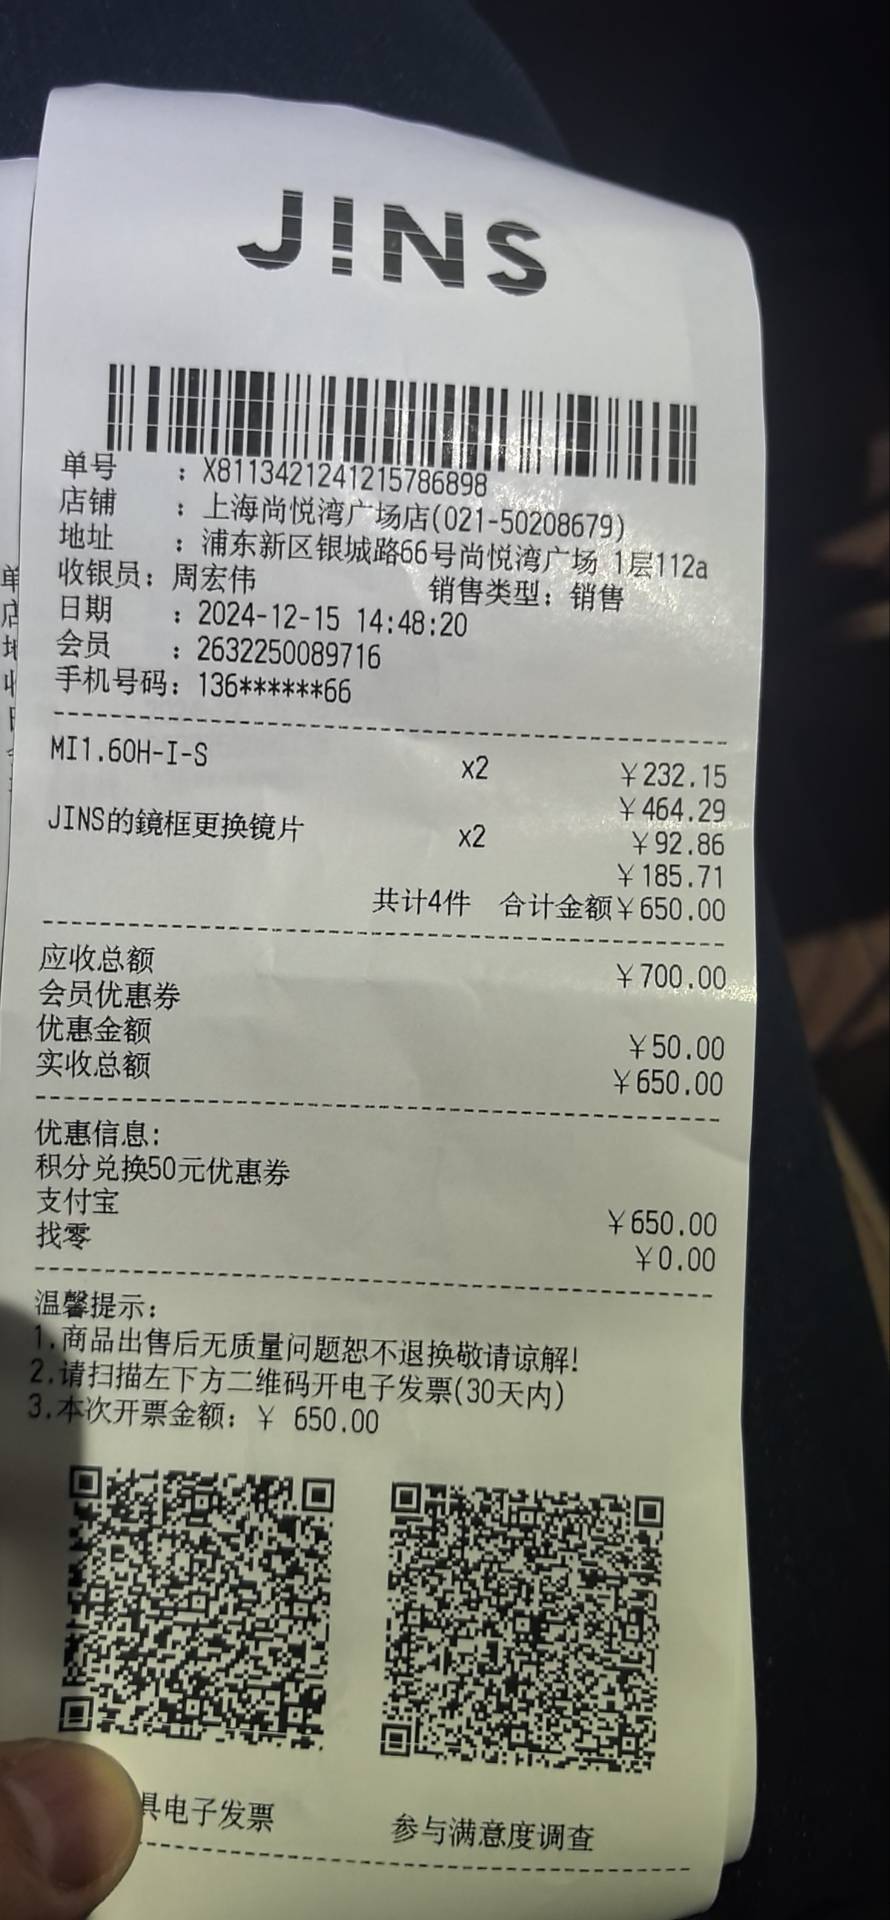 JINS
单号 : X8113421241215786898
店铺 : 上海尚悦湾广场店(021-50208679)
地址 : 浦东新区银城路66号尚悦湾广场 1层112a
收银员: 周宏伟 销售类型: 销售
日期 : 2024-12-15 14:48:20
会员 : 2632250089716
手机号码: 136******66
MI1.60H-I-S x2 ¥232.15
¥464.29
JINS的鏡框更换镜片 x2 ¥92.86
¥185.71
共计4件 合计金额¥650.00
应收总额 ¥700.00
会员优惠券
优惠金额 ¥50.00
实收总额 ¥650.00
优惠信息:
积分兑换50元优惠券
支付宝 ¥650.00
找零 ¥0.00
温馨提示:
1.商品出售后无质量问题恕不退换敬请谅解!
2.请扫描左下方二维码开电子发票(30天内)
3.本次开票金额: ¥ 650.00
具电子发票 参与满意度调查